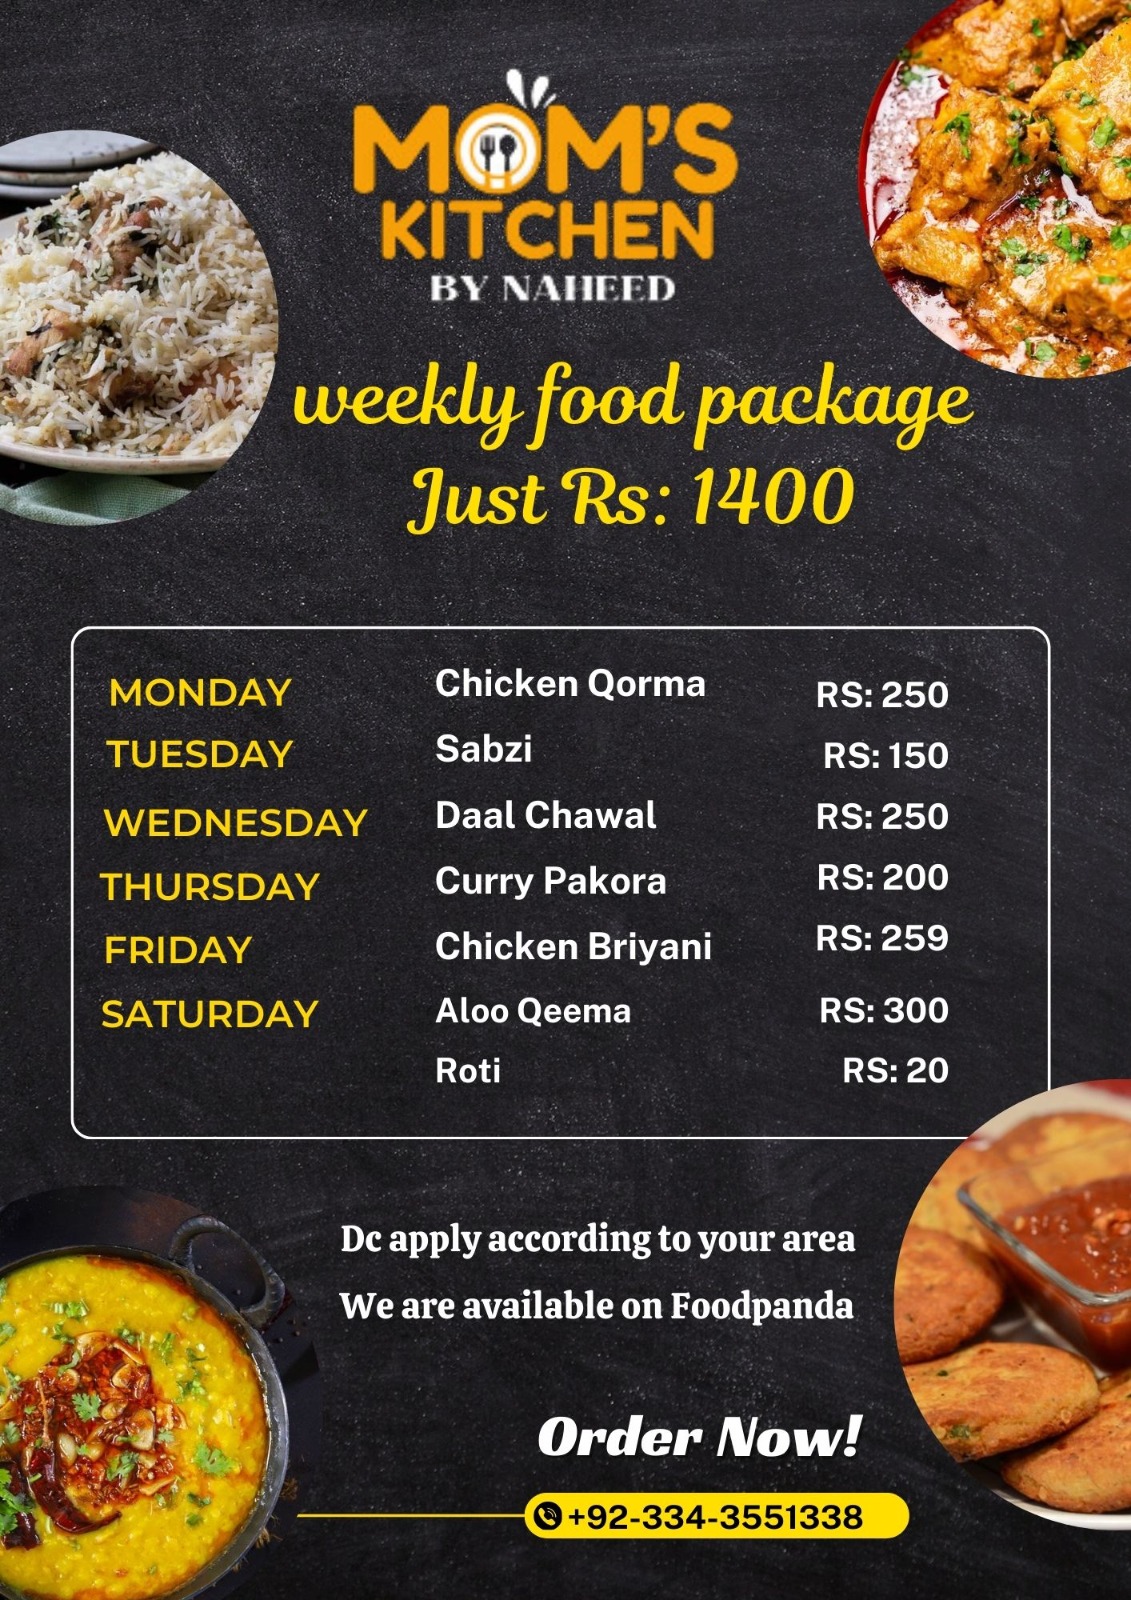 MOM'S
KITCHEN
BY NAHEED
weekly food package
Just Rs: 1400
MONDAY Chicken Qorma RS: 250
TUESDAY Sabzi RS: 150
WEDNESDAY Daal Chawal RS: 250
THURSDAY Curry Pakora RS: 200
FRIDAY Chicken Briyani RS: 259
SATURDAY Aloo Qeema RS: 300
Roti RS: 20
Dc apply according to your area
We are available on Foodpanda
Order Now!
+92-334-3551338